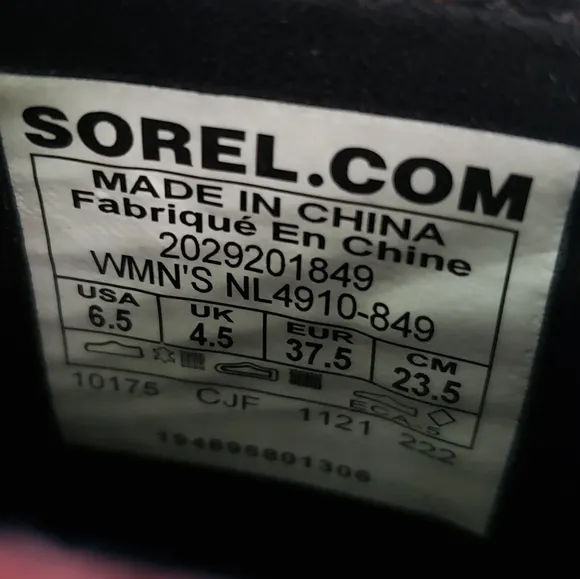 SOREL.COM
MADE IN CHINA
Fabriqué En Chine
2029201849
WMN'S NL4910-849
USA UK EUR CM
6.5 4.5 37.5 23.5
10175 CJF 1121 222